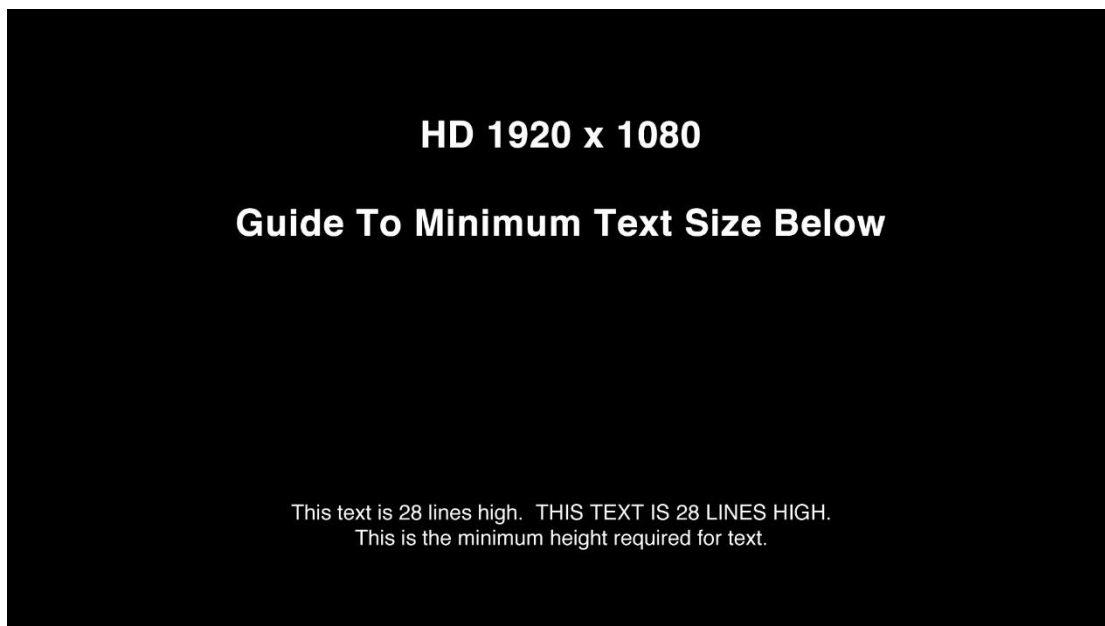 HD 1920 x 1080
Guide To Minimum Text Size Below
This text is 28 lines high.  THIS TEXT IS 28 LINES HIGH.
This is the minimum height required for text.